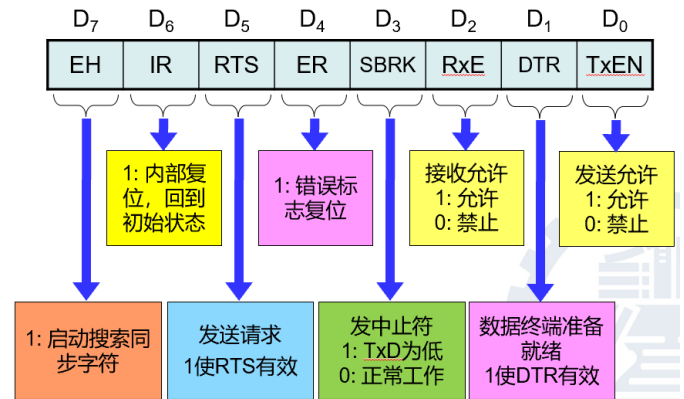 D7 D6 D5 D4 D3 D2 D1 D0
EH IR RTS ER SBRK RxE DTR TxEN
1: 内部复
位，回到
初始状态
1: 错误标
志复位
接收允许
1: 允许
0: 禁止
发送允许
1: 允许
0: 禁止
1: 启动搜索同
步字符
发送请求
1使RTS有效
发中止符
1: TxD为低
0: 正常工作
数据终端准备
就绪
1使DTR有效